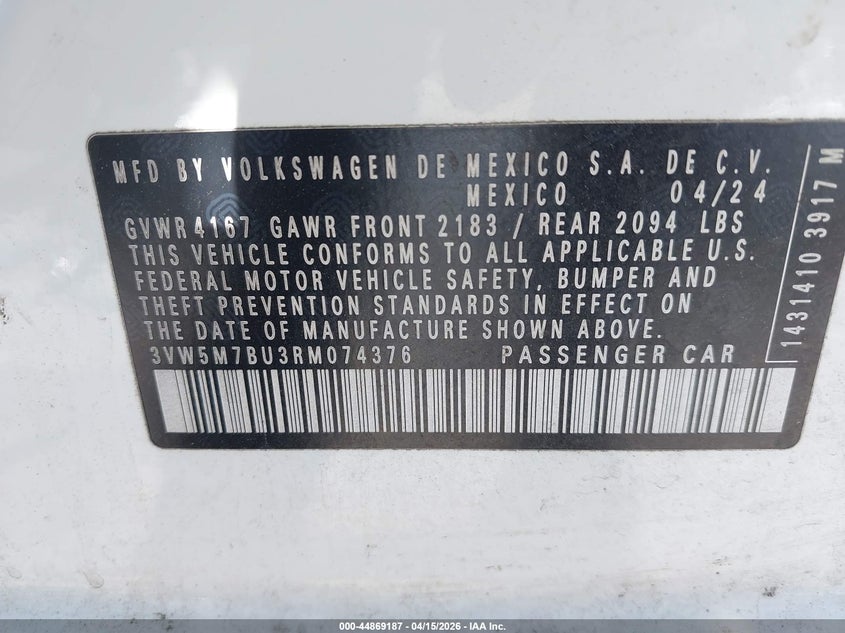 MFD BY VOLKSWAGEN DE MEXICO S.A. DE C.V.
MEXICO 04/24
GVWR 4167 GAWR FRONT 2183 / REAR 2094 LBS
THIS VEHICLE CONFORMS TO ALL APPLICABLE U.S.
FEDERAL MOTOR VEHICLE SAFETY, BUMPER AND
THEFT PREVENTION STANDARDS IN EFFECT ON
THE DATE OF MANUFACTURE SHOWN ABOVE.
3VW5M7BU3RM074376 PASSENGER CAR
1431410 3917 M
000-44869187 - 04/15/2026 - IAA Inc.